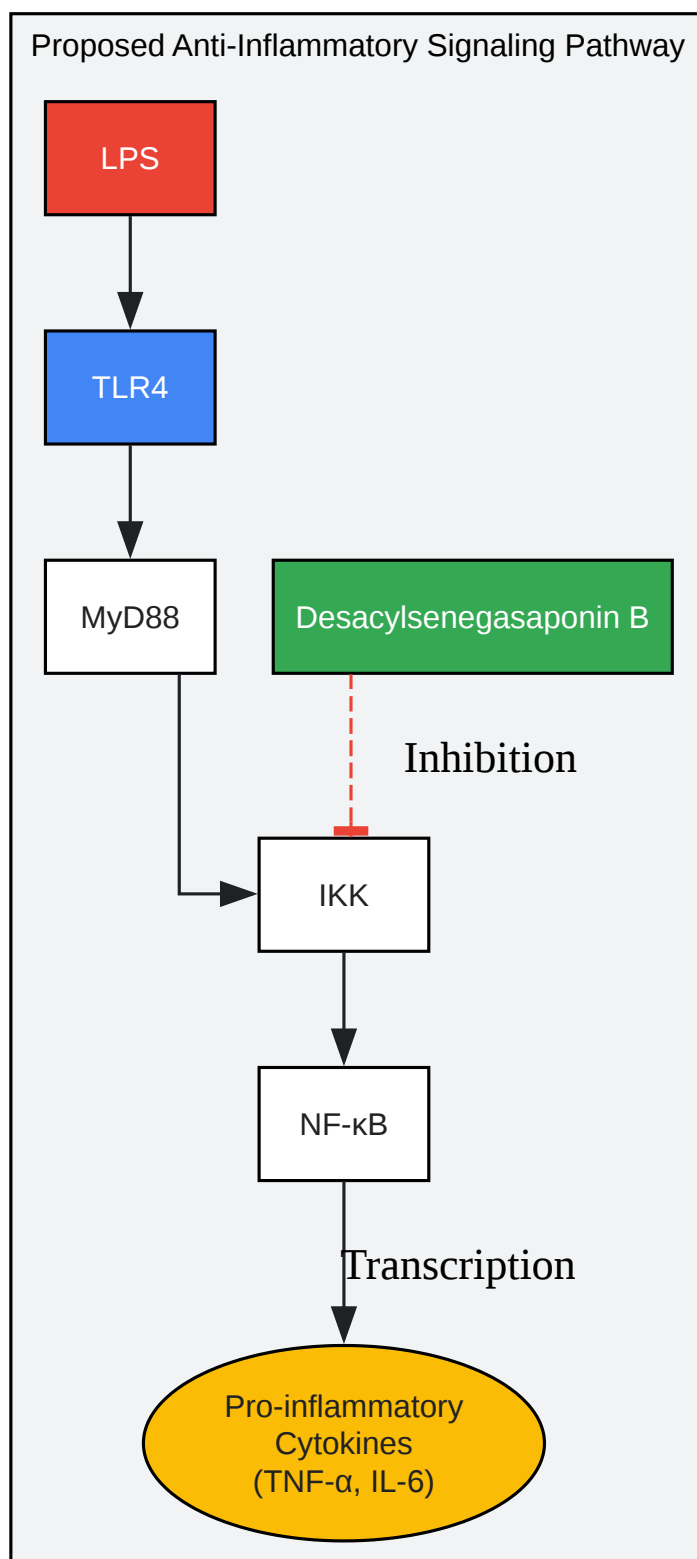 Proposed Anti-Inflammatory Signaling Pathway
LPS
TLR4
MyD88
Desacylsenegasaponin B
Inhibition
IKK
NF-κB
Transcription
Pro-inflammatory
Cytokines
(TNF-α, IL-6)